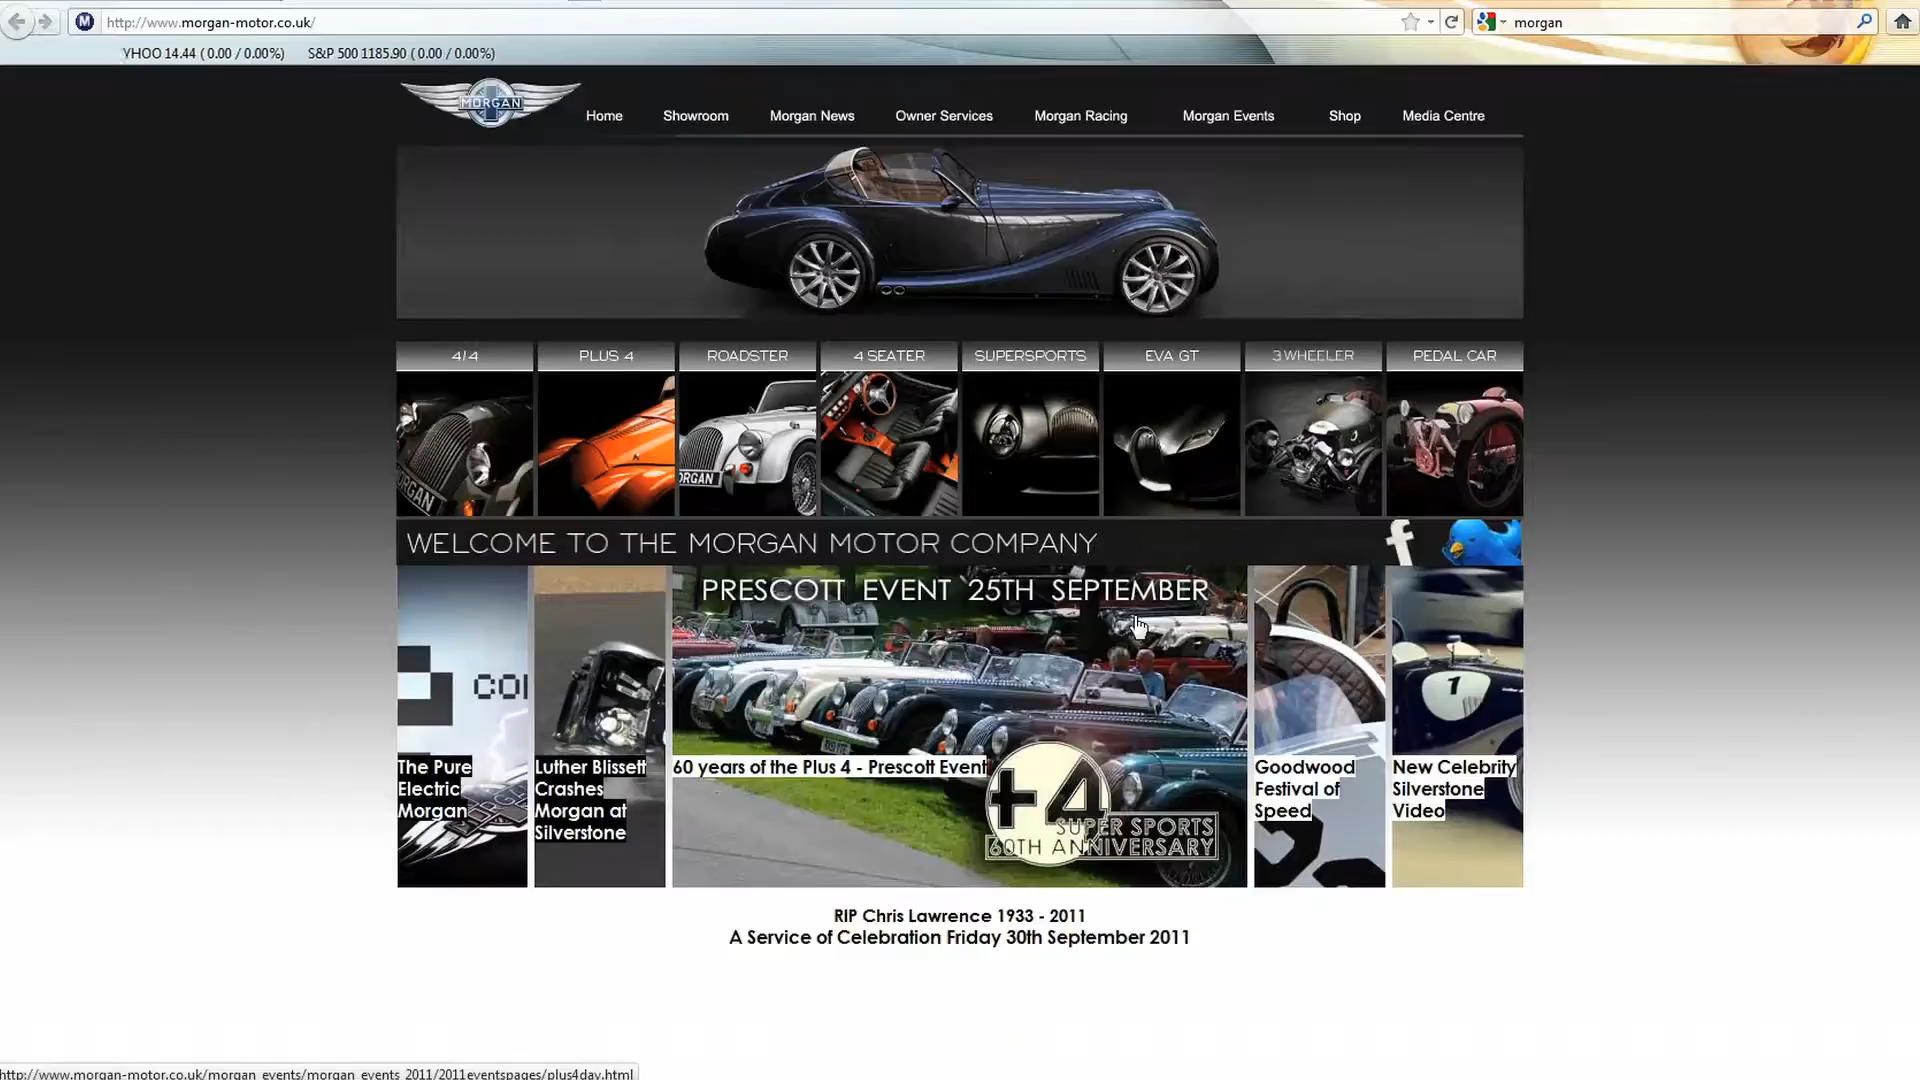 http://www.morgan-motor.co.uk/
morgan
YHOO 14.44 ( 0.00 / 0.00%) S&P 500 1185.90 ( 0.00 / 0.00%)
MORGAN
Home Showroom Morgan News Owner Services Morgan Racing Morgan Events Shop Media Centre
4/4 PLUS 4 ROADSTER 4 SEATER SUPERSPORTS EVA GT 3 WHEELER PEDAL CAR
WELCOME TO THE MORGAN MOTOR COMPANY
PRESCOTT EVENT 25TH SEPTEMBER
The Pure
Electric
Morgan
Luther Blissett
Crashes
Morgan at
Silverstone
60 years of the Plus 4 - Prescott Event
+4
SUPER SPORTS
60TH ANNIVERSARY
Goodwood
Festival of
Speed
New Celebrity
Silverstone
Video
1
RIP Chris Lawrence 1933 - 2011
A Service of Celebration Friday 30th September 2011
http://www.morgan-motor.co.uk/morgan_events/morgan_events_2011/2011eventspages/plus4day.html